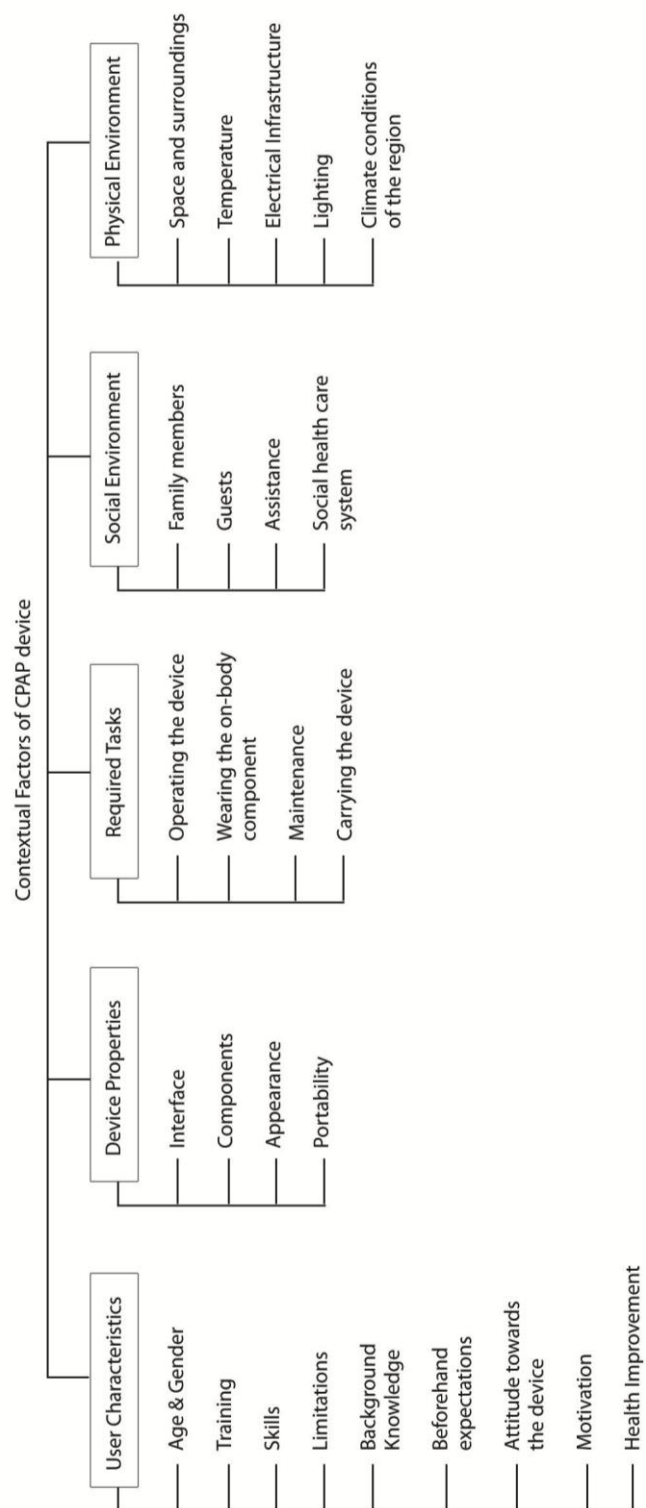 Contextual Factors of CPAP device
User Characteristics
Age & Gender
Training
Skills
Limitations
Background
Knowledge
Beforehand
expectations
Attitude towards
the device
Motivation
Health Improvement
Device Properties
Interface
Components
Appearance
Portability
Required Tasks
Operating the device
Wearing the on-body
component
Maintenance
Carrying the device
Social Environment
Family members
Guests
Assistance
Social health care
system
Physical Environment
Space and surroundings
Temperature
Electrical Infrastructure
Lighting
Climate conditions
of the region